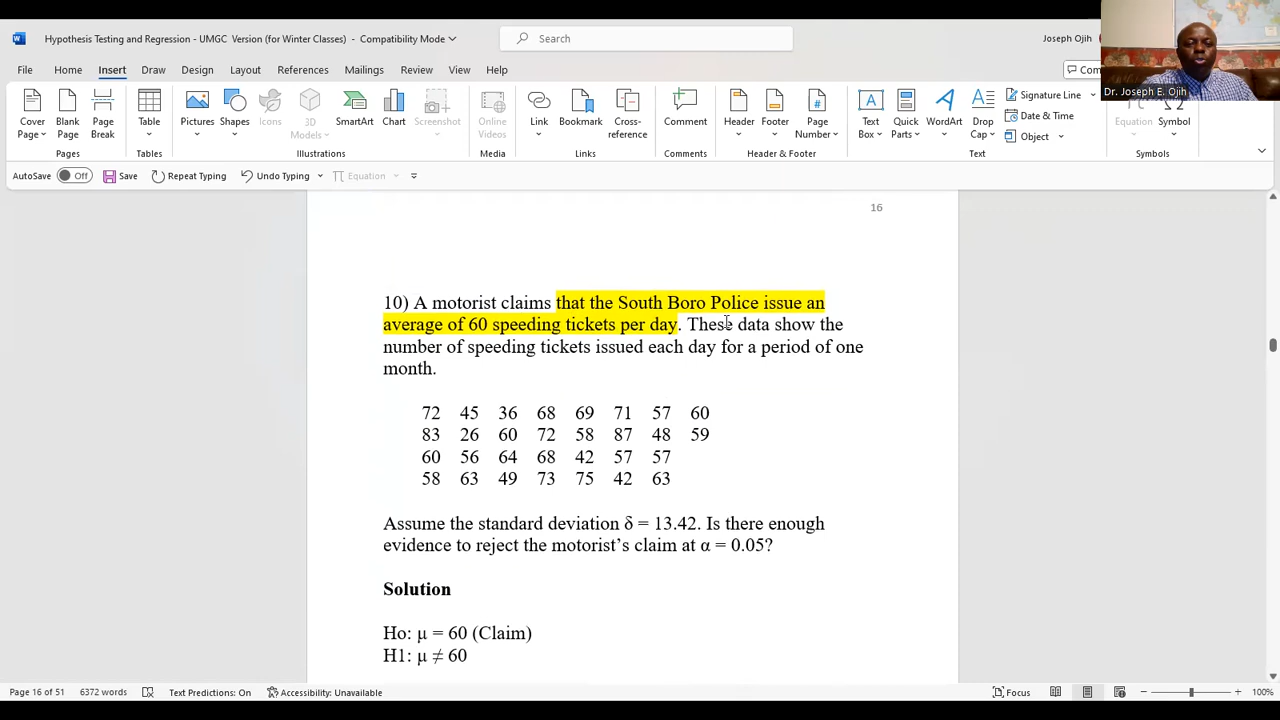 Hypothesis Testing and Regression - UMGC Version (for Winter Classes) - Compatibility Mode
Search
Joseph Ojih
File Home Insert Draw Design Layout References Mailings Review View Help
Cover Page
Blank Page
Page Break
Table
Pictures
Shapes
Icons
3D Models
SmartArt
Chart
Screenshot
Online Videos
Link
Bookmark
Cross-reference
Comment
Header
Footer
Page Number
Text Box
Quick Parts
WordArt
Drop Cap
Signature Line
Date & Time
Object
Equation
Symbol
Dr. Joseph E. Ojih
Pages Tables Illustrations Media Links Comments Header & Footer Text Symbols
AutoSave Off Save Repeat Typing Undo Typing Equation
16
10) A motorist claims that the South Boro Police issue an
average of 60 speeding tickets per day. These data show the
number of speeding tickets issued each day for a period of one
month.
72 45 36 68 69 71 57 60
83 26 60 72 58 87 48 59
60 56 64 68 42 57 57
58 63 49 73 75 42 63
Assume the standard deviation δ = 13.42. Is there enough
evidence to reject the motorist’s claim at α = 0.05?
Solution
Ho: µ = 60 (Claim)
H1: µ ≠ 60
Page 16 of 51 6372 words Text Predictions: On Accessibility: Unavailable Focus 100%